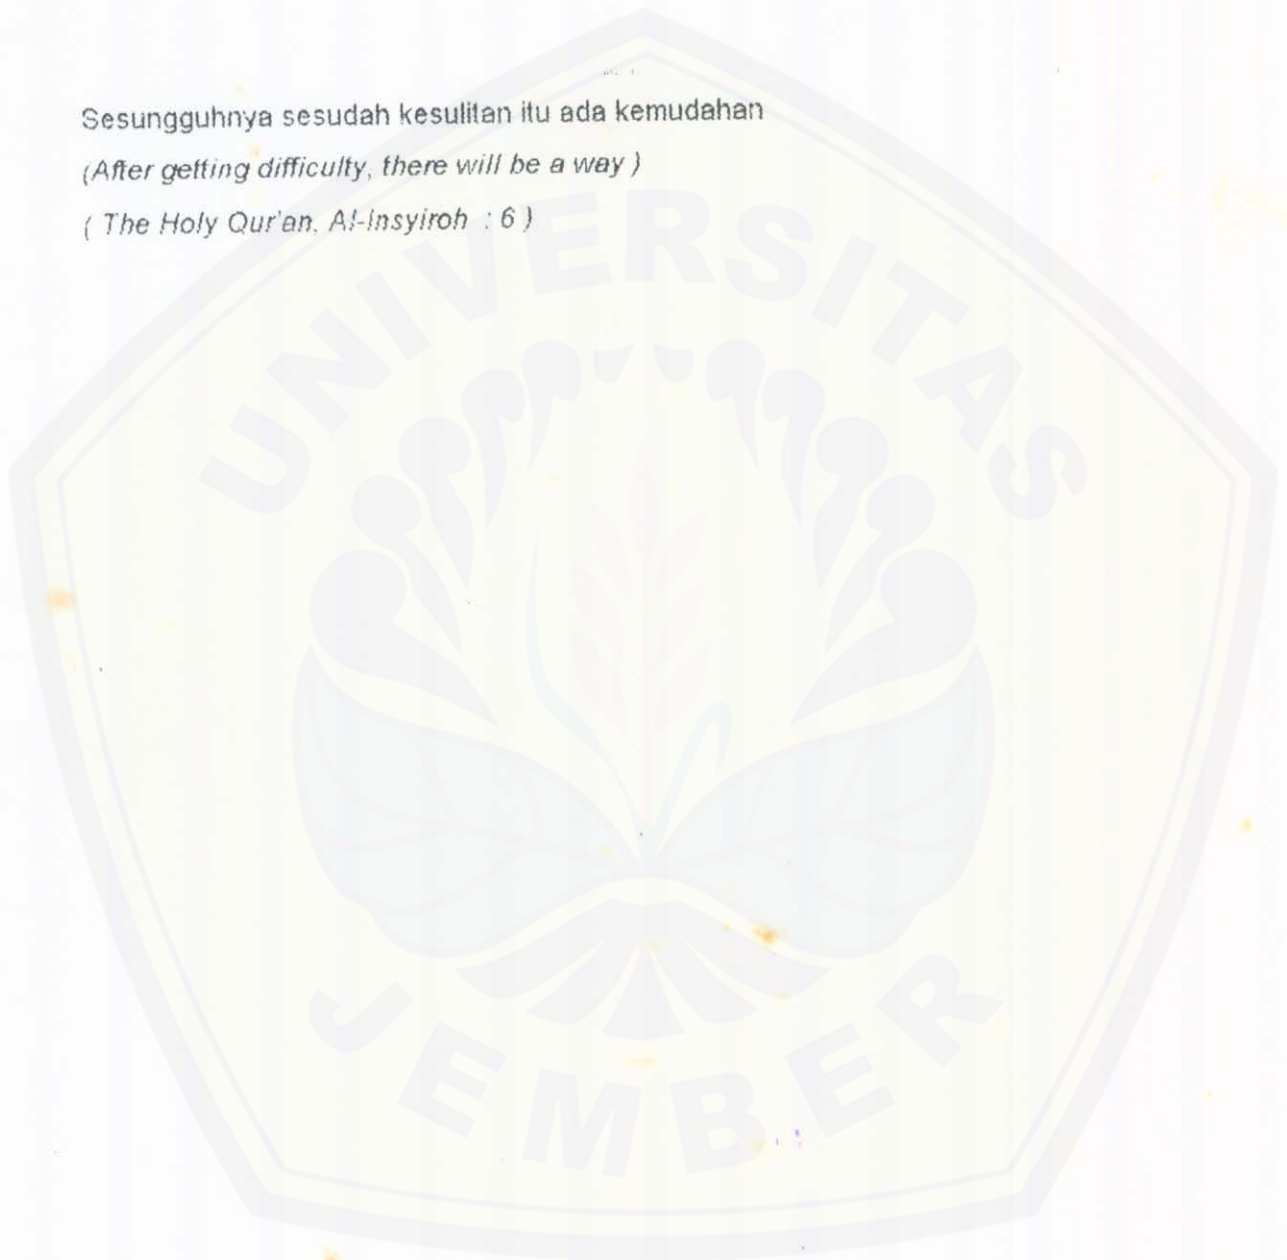 Sesungguhnya sesudah kesulitan itu ada kemudahan
(After getting difficulty, there will be a way )
( The Holy Qur'an. Al-Insyiroh : 6 )
UNIVERSITAS
JEMBER